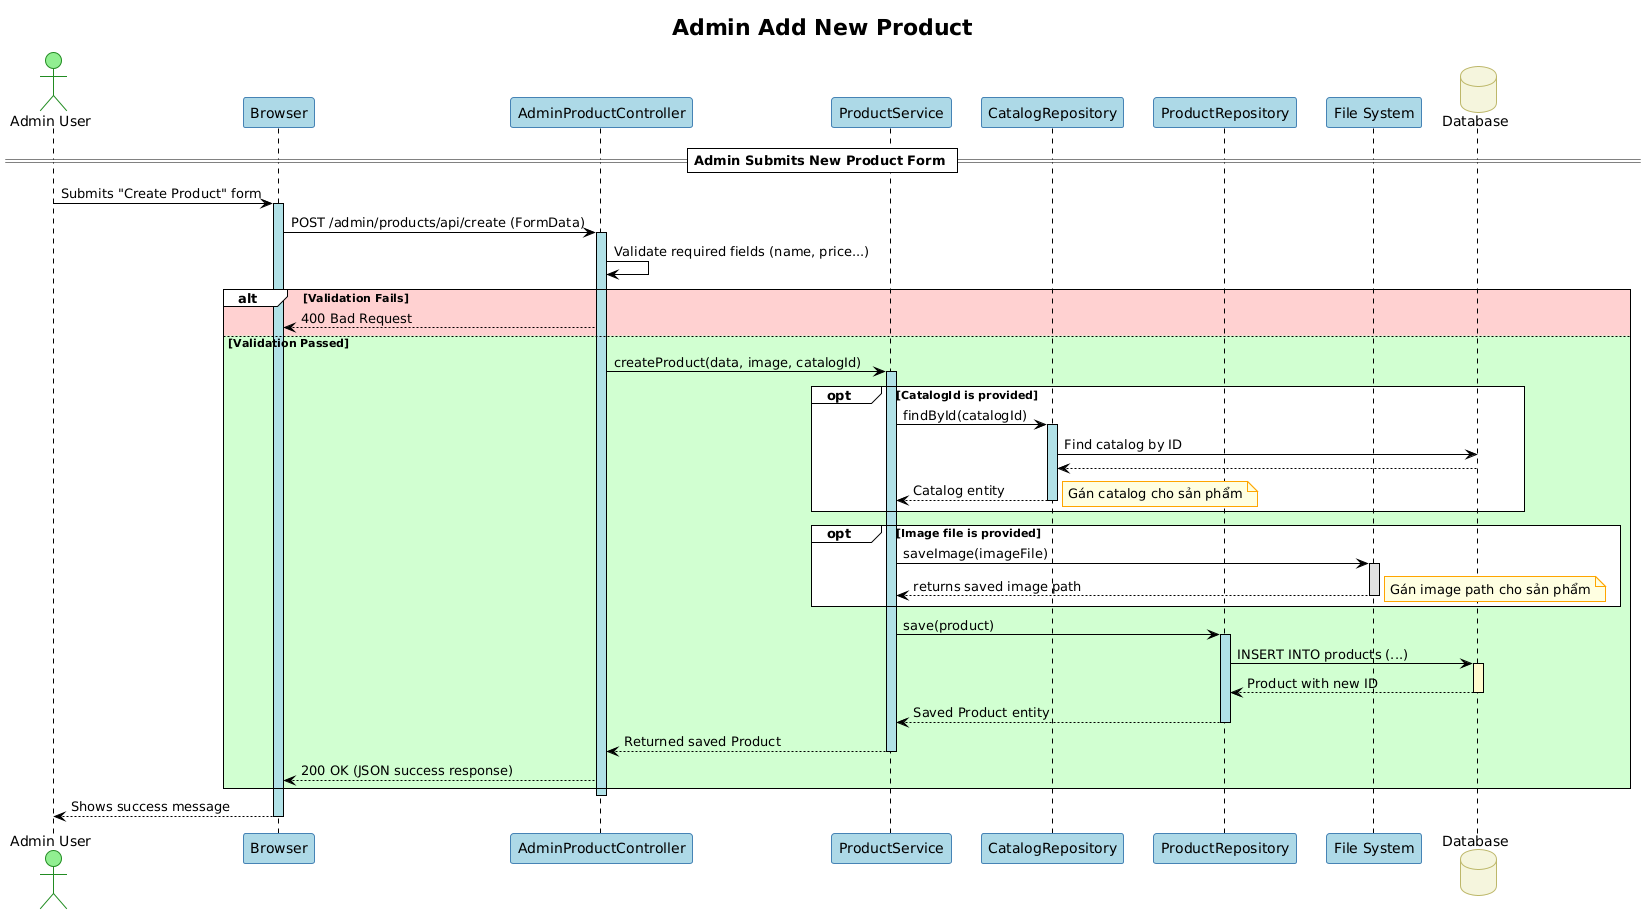 Admin Add New Product
Admin User
Browser
AdminProductController
ProductService
CatalogRepository
ProductRepository
File System
Database
Admin Submits New Product Form
Submits "Create Product" form
POST /admin/products/api/create (FormData)
Validate required fields (name, price...)
alt
[Validation Fails]
400 Bad Request
[Validation Passed]
createProduct(data, image, catalogId)
opt
[CatalogId is provided]
findById(catalogId)
Find catalog by ID
Catalog entity
Gán catalog cho sản phẩm
opt
[Image file is provided]
saveImage(imageFile)
returns saved image path
Gán image path cho sản phẩm
save(product)
INSERT INTO products (...)
Product with new ID
Saved Product entity
Returned saved Product
200 OK (JSON success response)
Shows success message
Admin User
Browser
AdminProductController
ProductService
CatalogRepository
ProductRepository
File System
Database